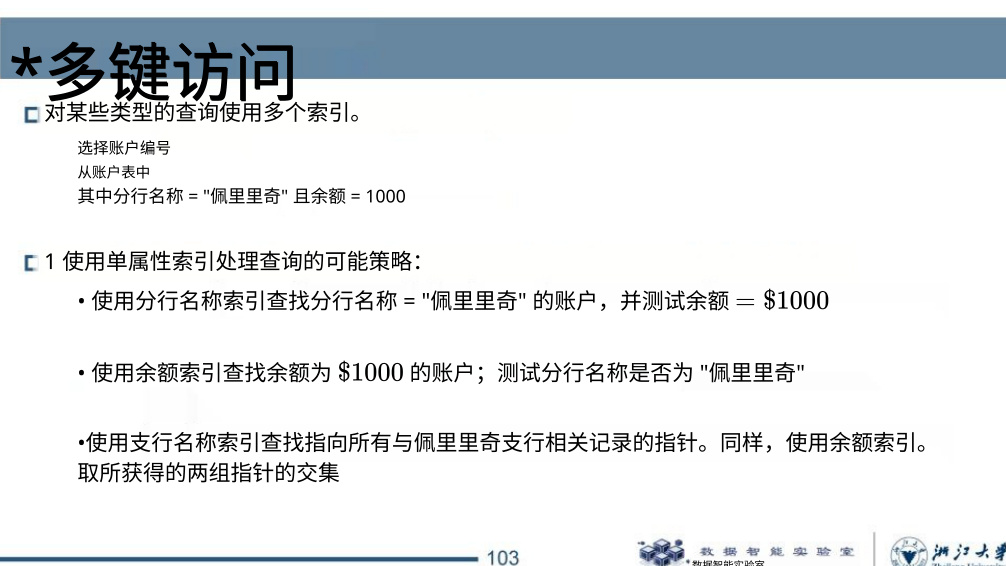 *多键访问
对某些类型的查询使用多个索引。
选择账户编号
从账户表中
其中分行名称 = "佩里里奇" 且余额 = 1000
1 使用单属性索引处理查询的可能策略：
• 使用分行名称索引查找分行名称 = "佩里里奇" 的账户，并测试余额 = $1000
• 使用余额索引查找余额为 $1000 的账户；测试分行名称是否为 "佩里里奇"
•使用支行名称索引查找指向所有与佩里里奇支行相关记录的指针。同样，使用余额索引。
取所获得的两组指针的交集
103
数据智能实验室
*数据智能实验室
浙江大学